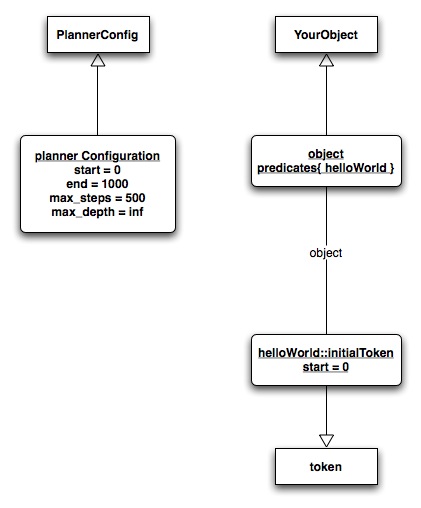 PlannerConfig
planner Configuration
start = 0
end = 1000
max_steps = 500
max_depth = inf
YourObject
object
predicates{ helloWorld }
object
helloWorld::initialToken
start = 0
token